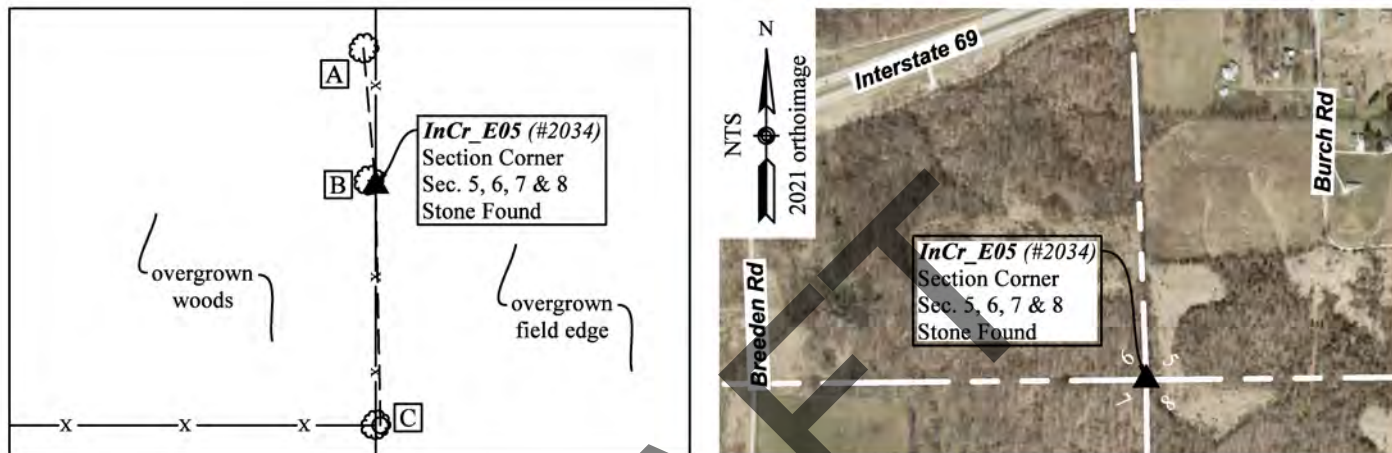 A
x
B
InCr_E05 (#2034)
Section Corner
Sec. 5, 6, 7 & 8
Stone Found
overgrown
woods
x
overgrown
field edge
x
x x x
C
N
NTS
2021 orthoimage
Interstate 69
Burch Rd
Breeden Rd
InCr_E05 (#2034)
Section Corner
Sec. 5, 6, 7 & 8
Stone Found
6 5
7 8